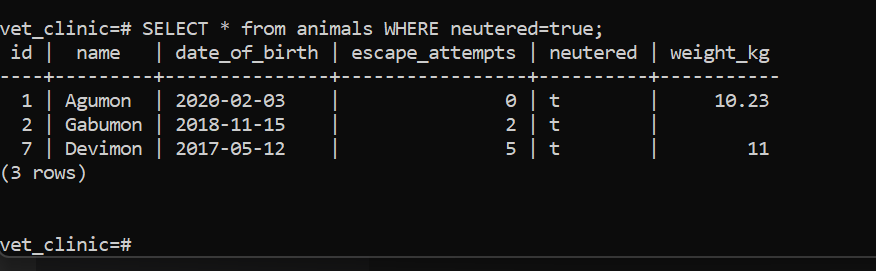 vet_clinic=# SELECT * from animals WHERE neutered=true;
 id |  name   | date_of_birth | escape_attempts | neutered | weight_kg
----+---------+---------------+-----------------+----------+-----------
  1 | Agumon  | 2020-02-03    |               0 | t        |     10.23
  2 | Gabumon | 2018-11-15    |               2 | t        |
  7 | Devimon | 2017-05-12    |               5 | t        |        11
(3 rows)
vet_clinic=#